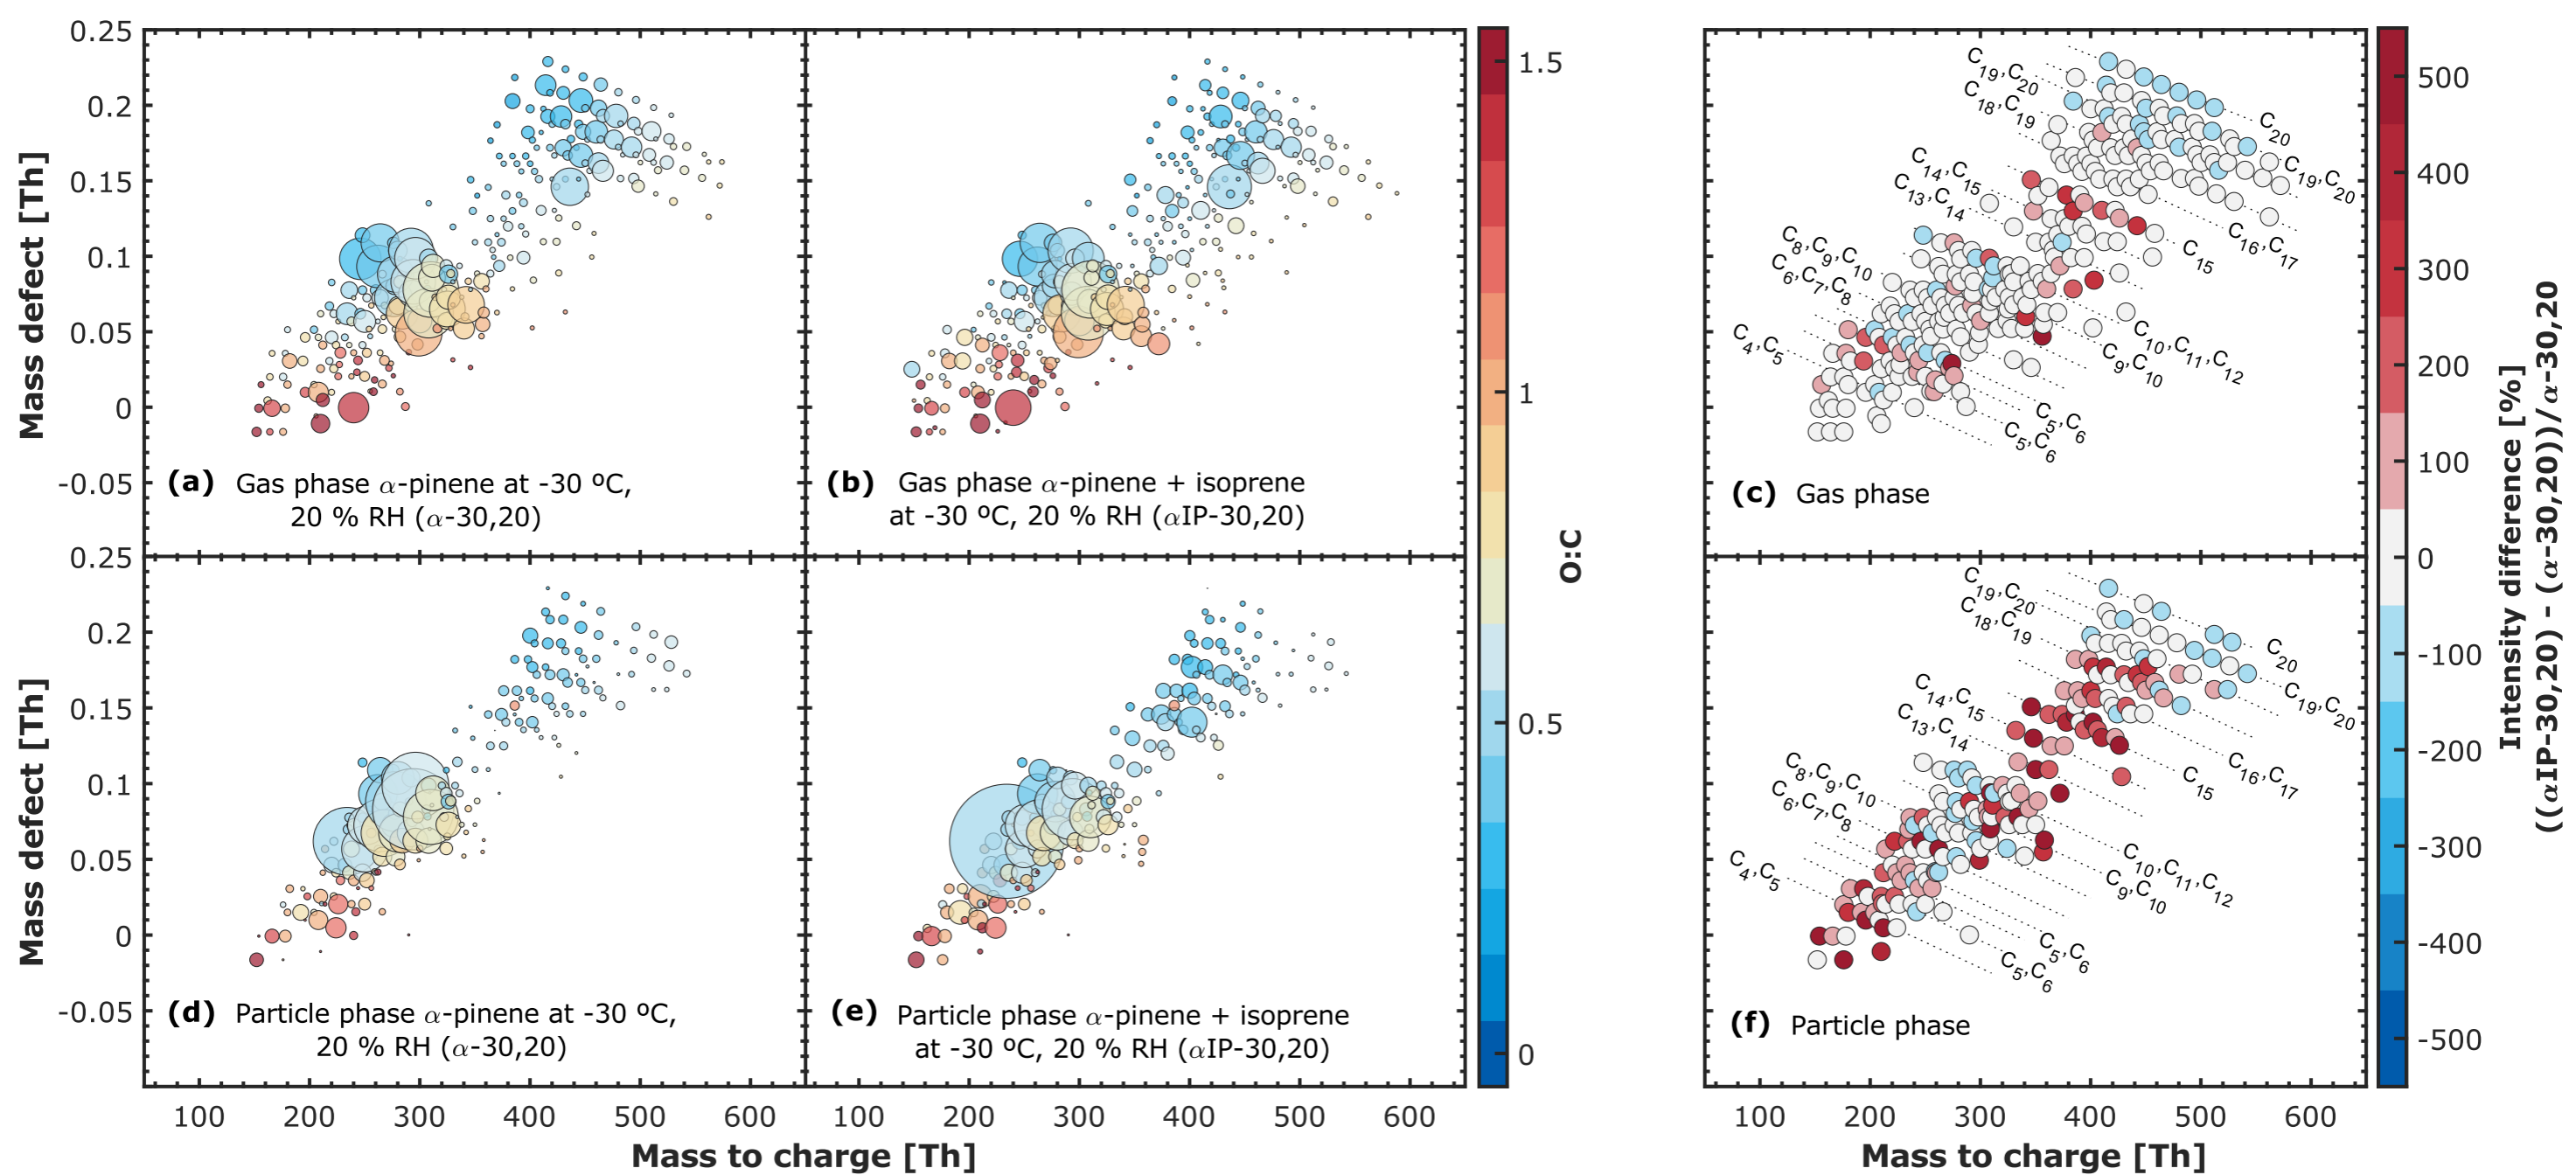 0.25
0.2
0.15
0.1
0.05
0
-0.05
Mass defect [Th]
(a) Gas phase α-pinene at -30 ºC,
20 % RH (α-30,20)
(b) Gas phase α-pinene + isoprene
at -30 ºC, 20 % RH (αIP-30,20)
0.25
0.2
0.15
0.1
0.05
0
-0.05
Mass defect [Th]
(d) Particle phase α-pinene at -30 ºC,
20 % RH (α-30,20)
(e) Particle phase α-pinene + isoprene
at -30 ºC, 20 % RH (αIP-30,20)
100 200 300 400 500 600
100 200 300 400 500 600
Mass to charge [Th]
1.5
1
0.5
0
O:C
C19,C20
C18,C19
C14,C15
C13,C14
C8,C9,C10
C6,C7,C8
C4,C5
C20
C19,C20
C16,C17
C15
C10,C11,C12
C9,C10
C5,C6
C5,C6
(c) Gas phase
C19,C20
C18,C19
C14,C15
C13,C14
C8,C9,C10
C6,C7,C8
C4,C5
C20
C19,C20
C16,C17
C15
C10,C11,C12
C9,C10
C5,C6
C5,C6
(f) Particle phase
100 200 300 400 500 600
Mass to charge [Th]
500
400
300
200
100
0
-100
-200
-300
-400
-500
Intensity difference [%]
((αIP-30,20) - (α-30,20))/α-30,20